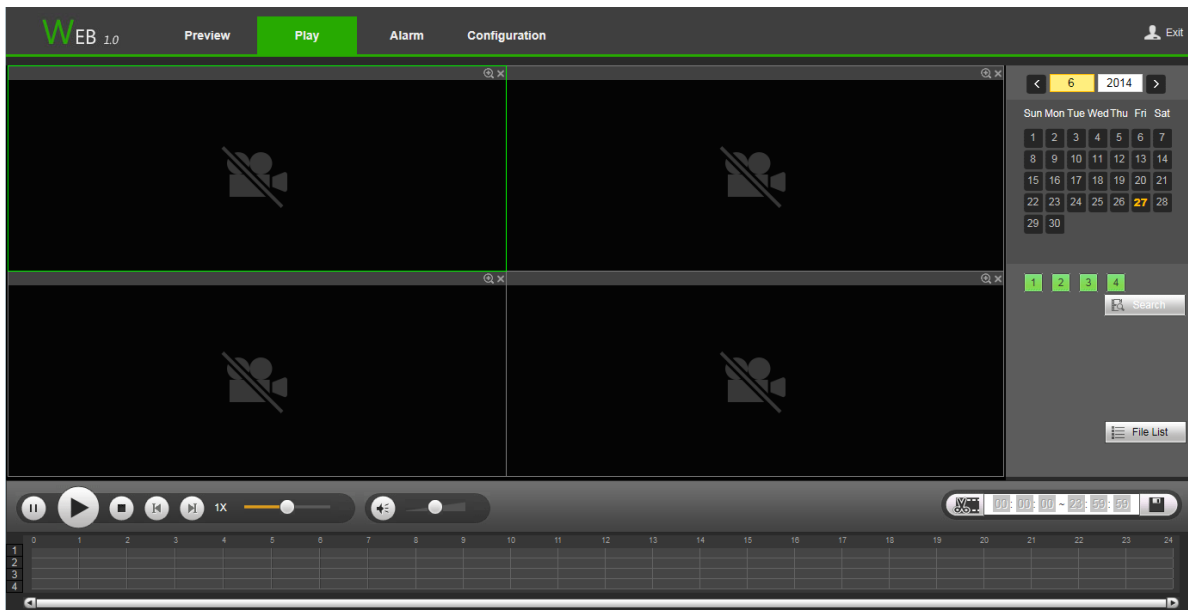 WEB 1.0 Preview Play Alarm Configuration Exit
6 2014
Sun Mon Tue Wed Thu Fri Sat
1 2 3 4 5 6 7
8 9 10 11 12 13 14
15 16 17 18 19 20 21
22 23 24 25 26 27 28
29 30
1 2 3 4
Search
File List
1X 00: 00: 00 ~ 23: 59: 59
0 1 2 3 4 5 6 7 8 9 10 11 12 13 14 15 16 17 18 19 20 21 22 23 24
1
2
3
4